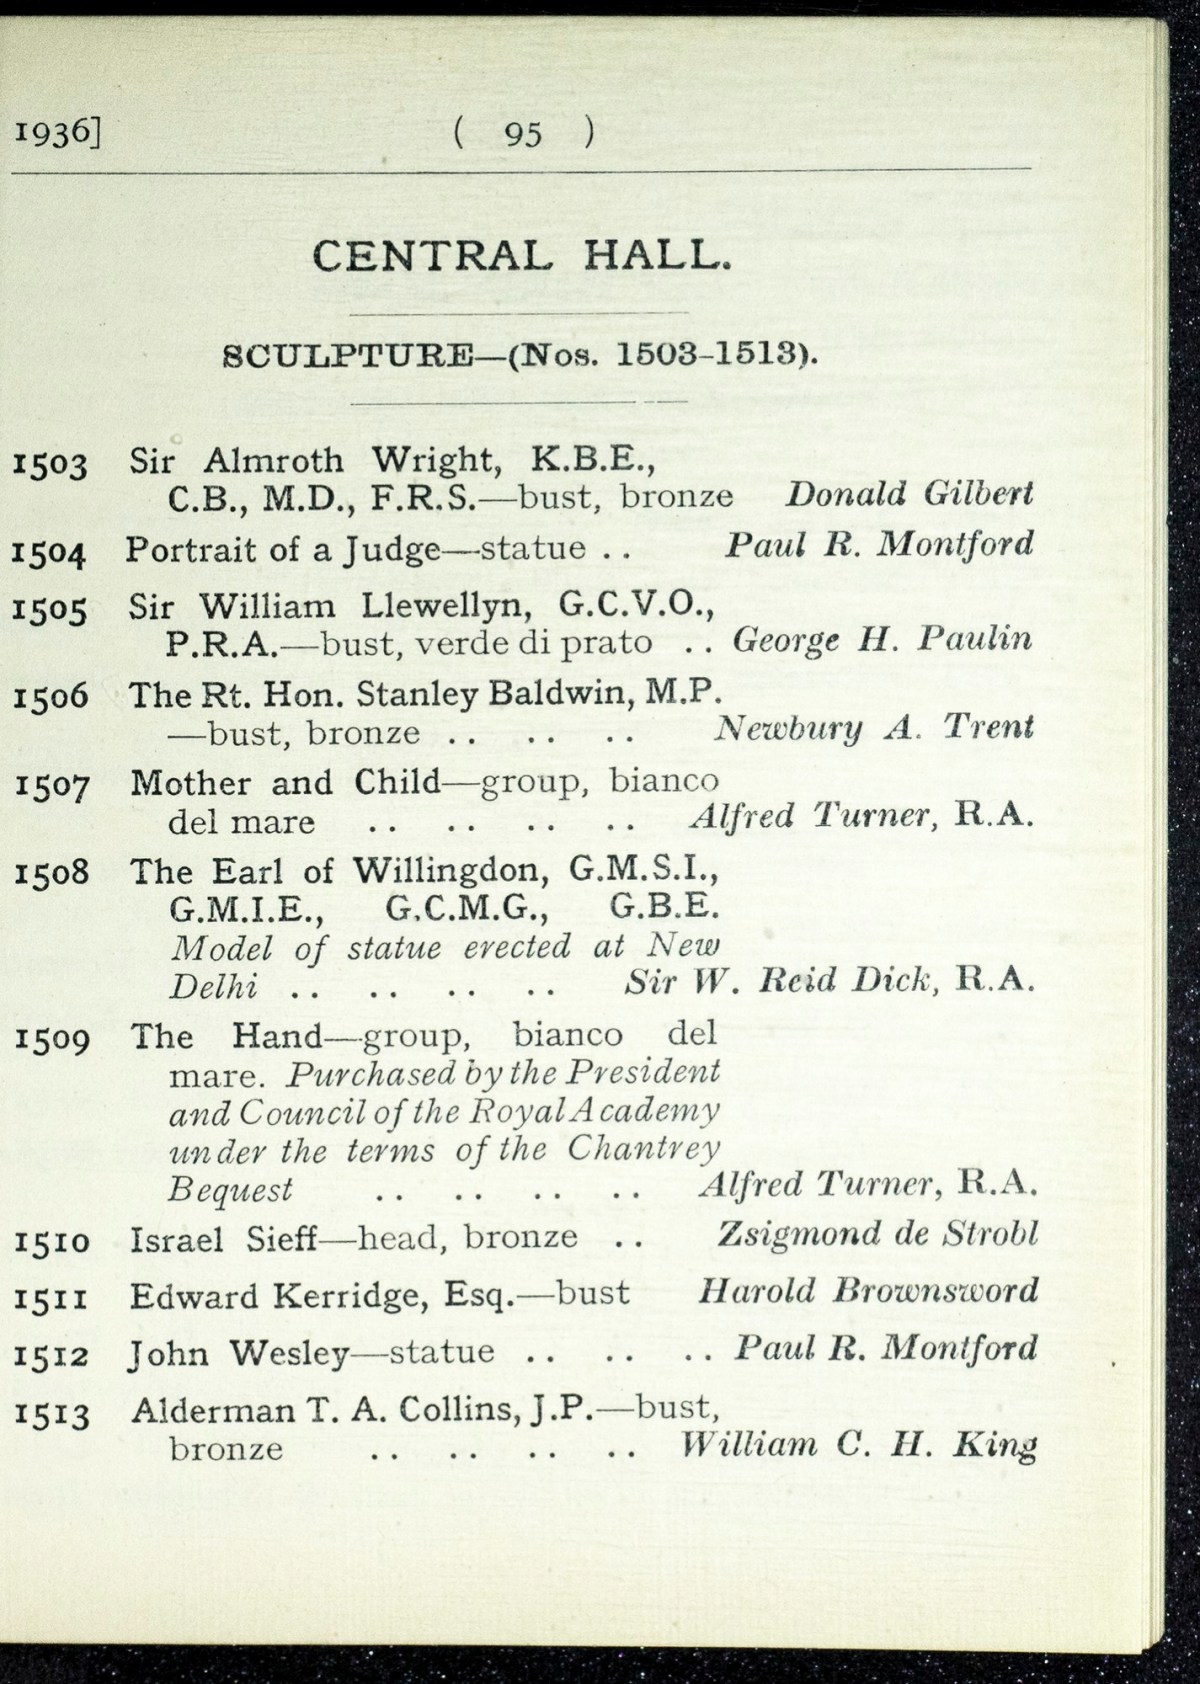 1936]	( 95 )
CENTRAL HALL.
SCULPTURE—(Nos. 1503-1513).
1503 Sir Almroth Wright, K.B.E.,
C.B., M.D., F.R.S.—bust, bronze Donald Gilbert
1504 Portrait of a Judge—statue .. Paul R. Montford
1505 Sir William Llewellyn, G.C.V.O.,
P.R.A.—bust, verde di prato .. George H. Paulin
1506 The Rt. Hon. Stanley Baldwin, M.P.
—bust, bronze .. .. .. Newbury A. Trent
1507 Mother and Child—group, bianco
del mare .. .. .. .. Alfred Turner, R.A.
1508 The Earl of Willingdon, G.M.S.I.,
G.M.I.E., G.C.M.G., G.B.E.
Model of statue erected at New
Delhi .. .. .. .. Sir W. Reid Dick, R.A.
1509 The Hand—group, bianco del
mare. Purchased by the President
and Council of the Royal Academy
under the terms of the Chantrey
Bequest .. .. .. .. Alfred Turner, R.A.
1510 Israel Sieff—head, bronze .. Zsigmond de Strobl
1511 Edward Kerridge, Esq.—bust Harold Brownsword
1512 John Wesley—statue .. .. .. Paul R. Montford
1513 Alderman T. A. Collins, J.P.—bust,
bronze .. .. .. .. William C. H. King